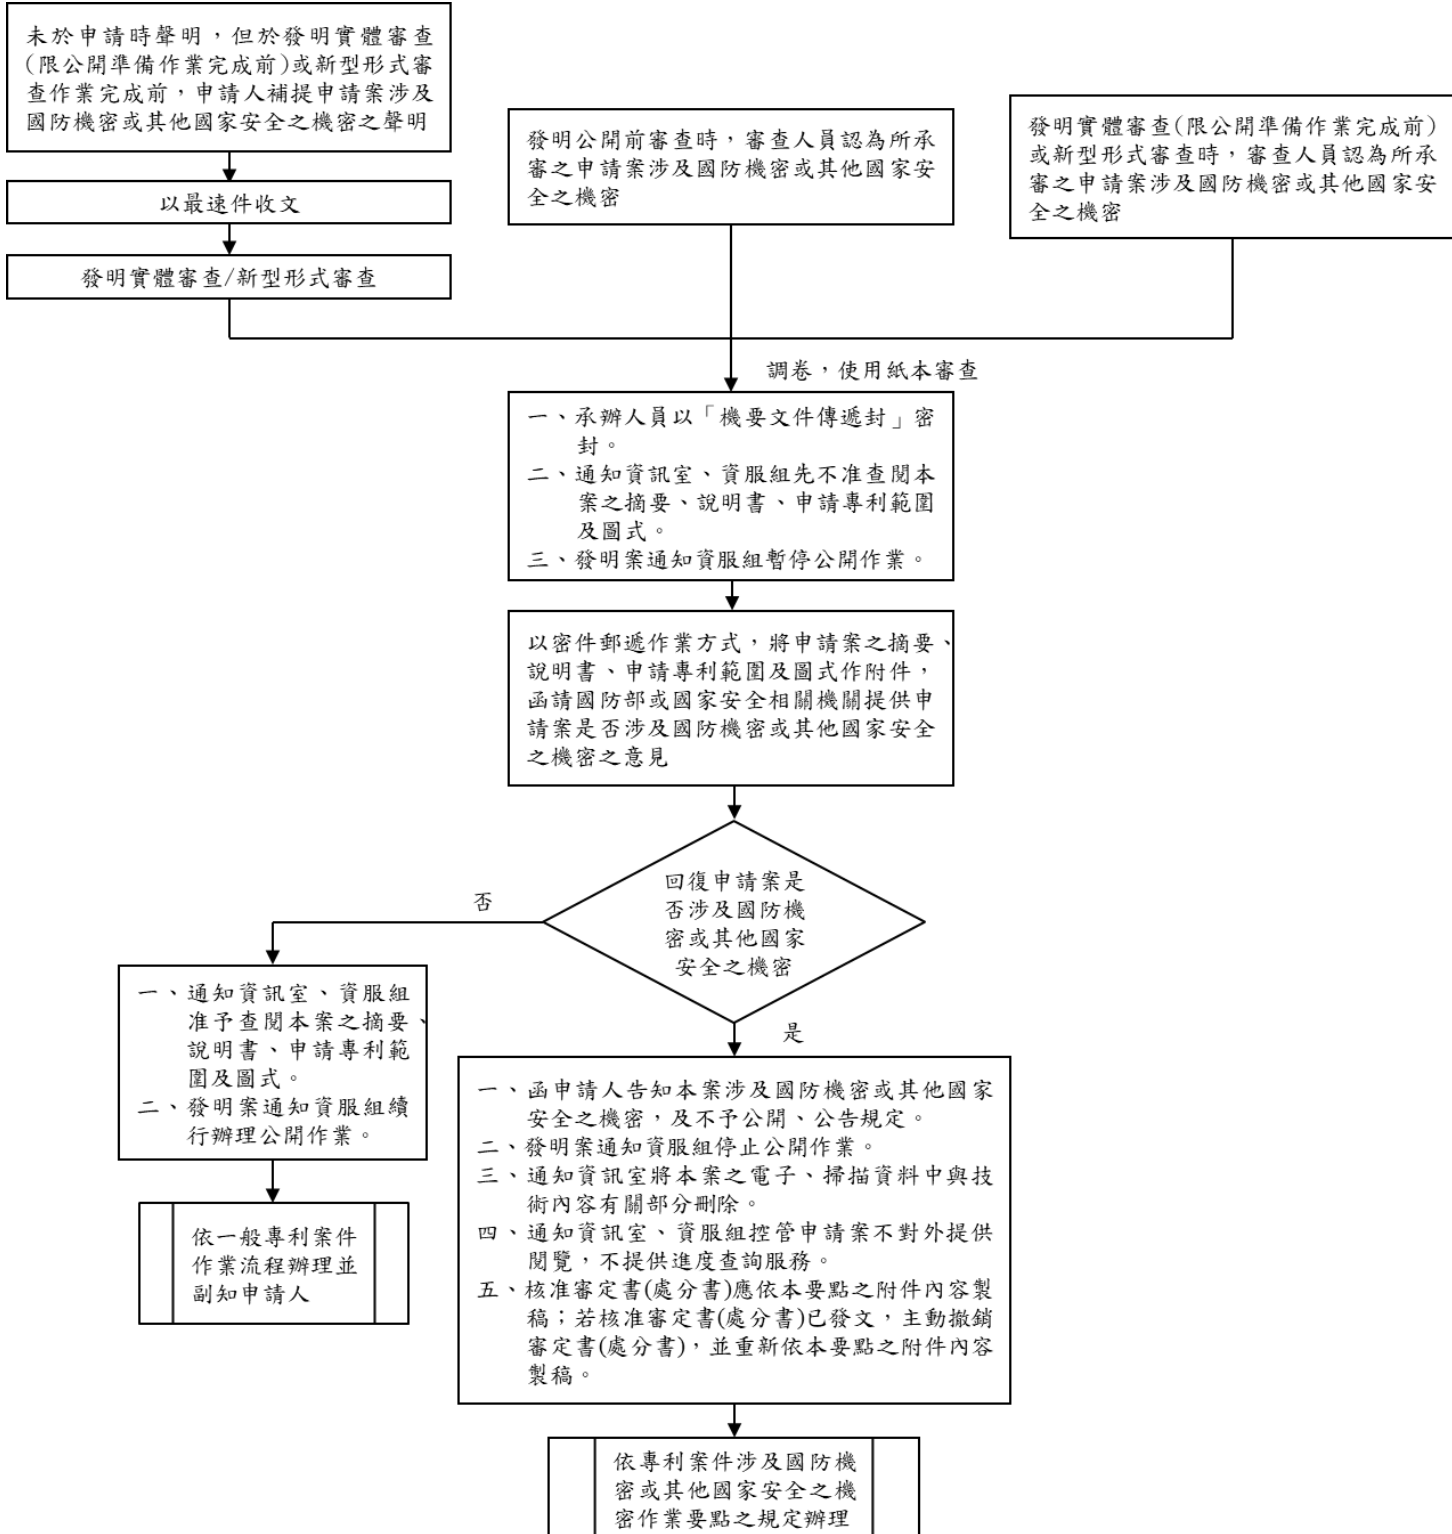 未於申請時聲明，但於發明實體審查
(限公開準備作業完成前)或新型形式審
查作業完成前，申請人補提申請案涉及
國防機密或其他國家安全之機密之聲明
以最速件收文
發明實體審查/新型形式審查
發明公開前審查時，審查人員認為所承
審之申請案涉及國防機密或其他國家安
全之機密
發明實體審查(限公開準備作業完成前)
或新型形式審查時，審查人員認為所承
審之申請案涉及國防機密或其他國家安
全之機密
調卷，使用紙本審查
一、承辦人員以「機要文件傳遞封」密
封。
二、通知資訊室、資服組先不准查閱本
案之摘要、說明書、申請專利範圍
及圖式。
三、發明案通知資服組暫停公開作業。
以密件郵遞作業方式，將申請案之摘要、
說明書、申請專利範圍及圖式作附件，
函請國防部或國家安全相關機關提供申
請案是否涉及國防機密或其他國家安全
之機密之意見
回復申請案是
否涉及國防機
密或其他國家
安全之機密
否
一、通知資訊室、資服組
准予查閱本案之摘要、
說明書、申請專利範
圍及圖式。
二、發明案通知資服組續
行辦理公開作業。
依一般專利案件
作業流程辦理並
副知申請人
是
一、函申請人告知本案涉及國防機密或其他國家
安全之機密，及不予公開、公告規定。
二、發明案通知資服組停止公開作業。
三、通知資訊室將本案之電子、掃描資料中與技
術內容有關部分刪除。
四、通知資訊室、資服組控管申請案不對外提供
閱覽，不提供進度查詢服務。
五、核准審定書(處分書)應依本要點之附件內容製
稿；若核准審定書(處分書)已發文，主動撤銷
審定書(處分書)，並重新依本要點之附件內容
製稿。
依專利案件涉及國防機
密或其他國家安全之機
密作業要點之規定辦理